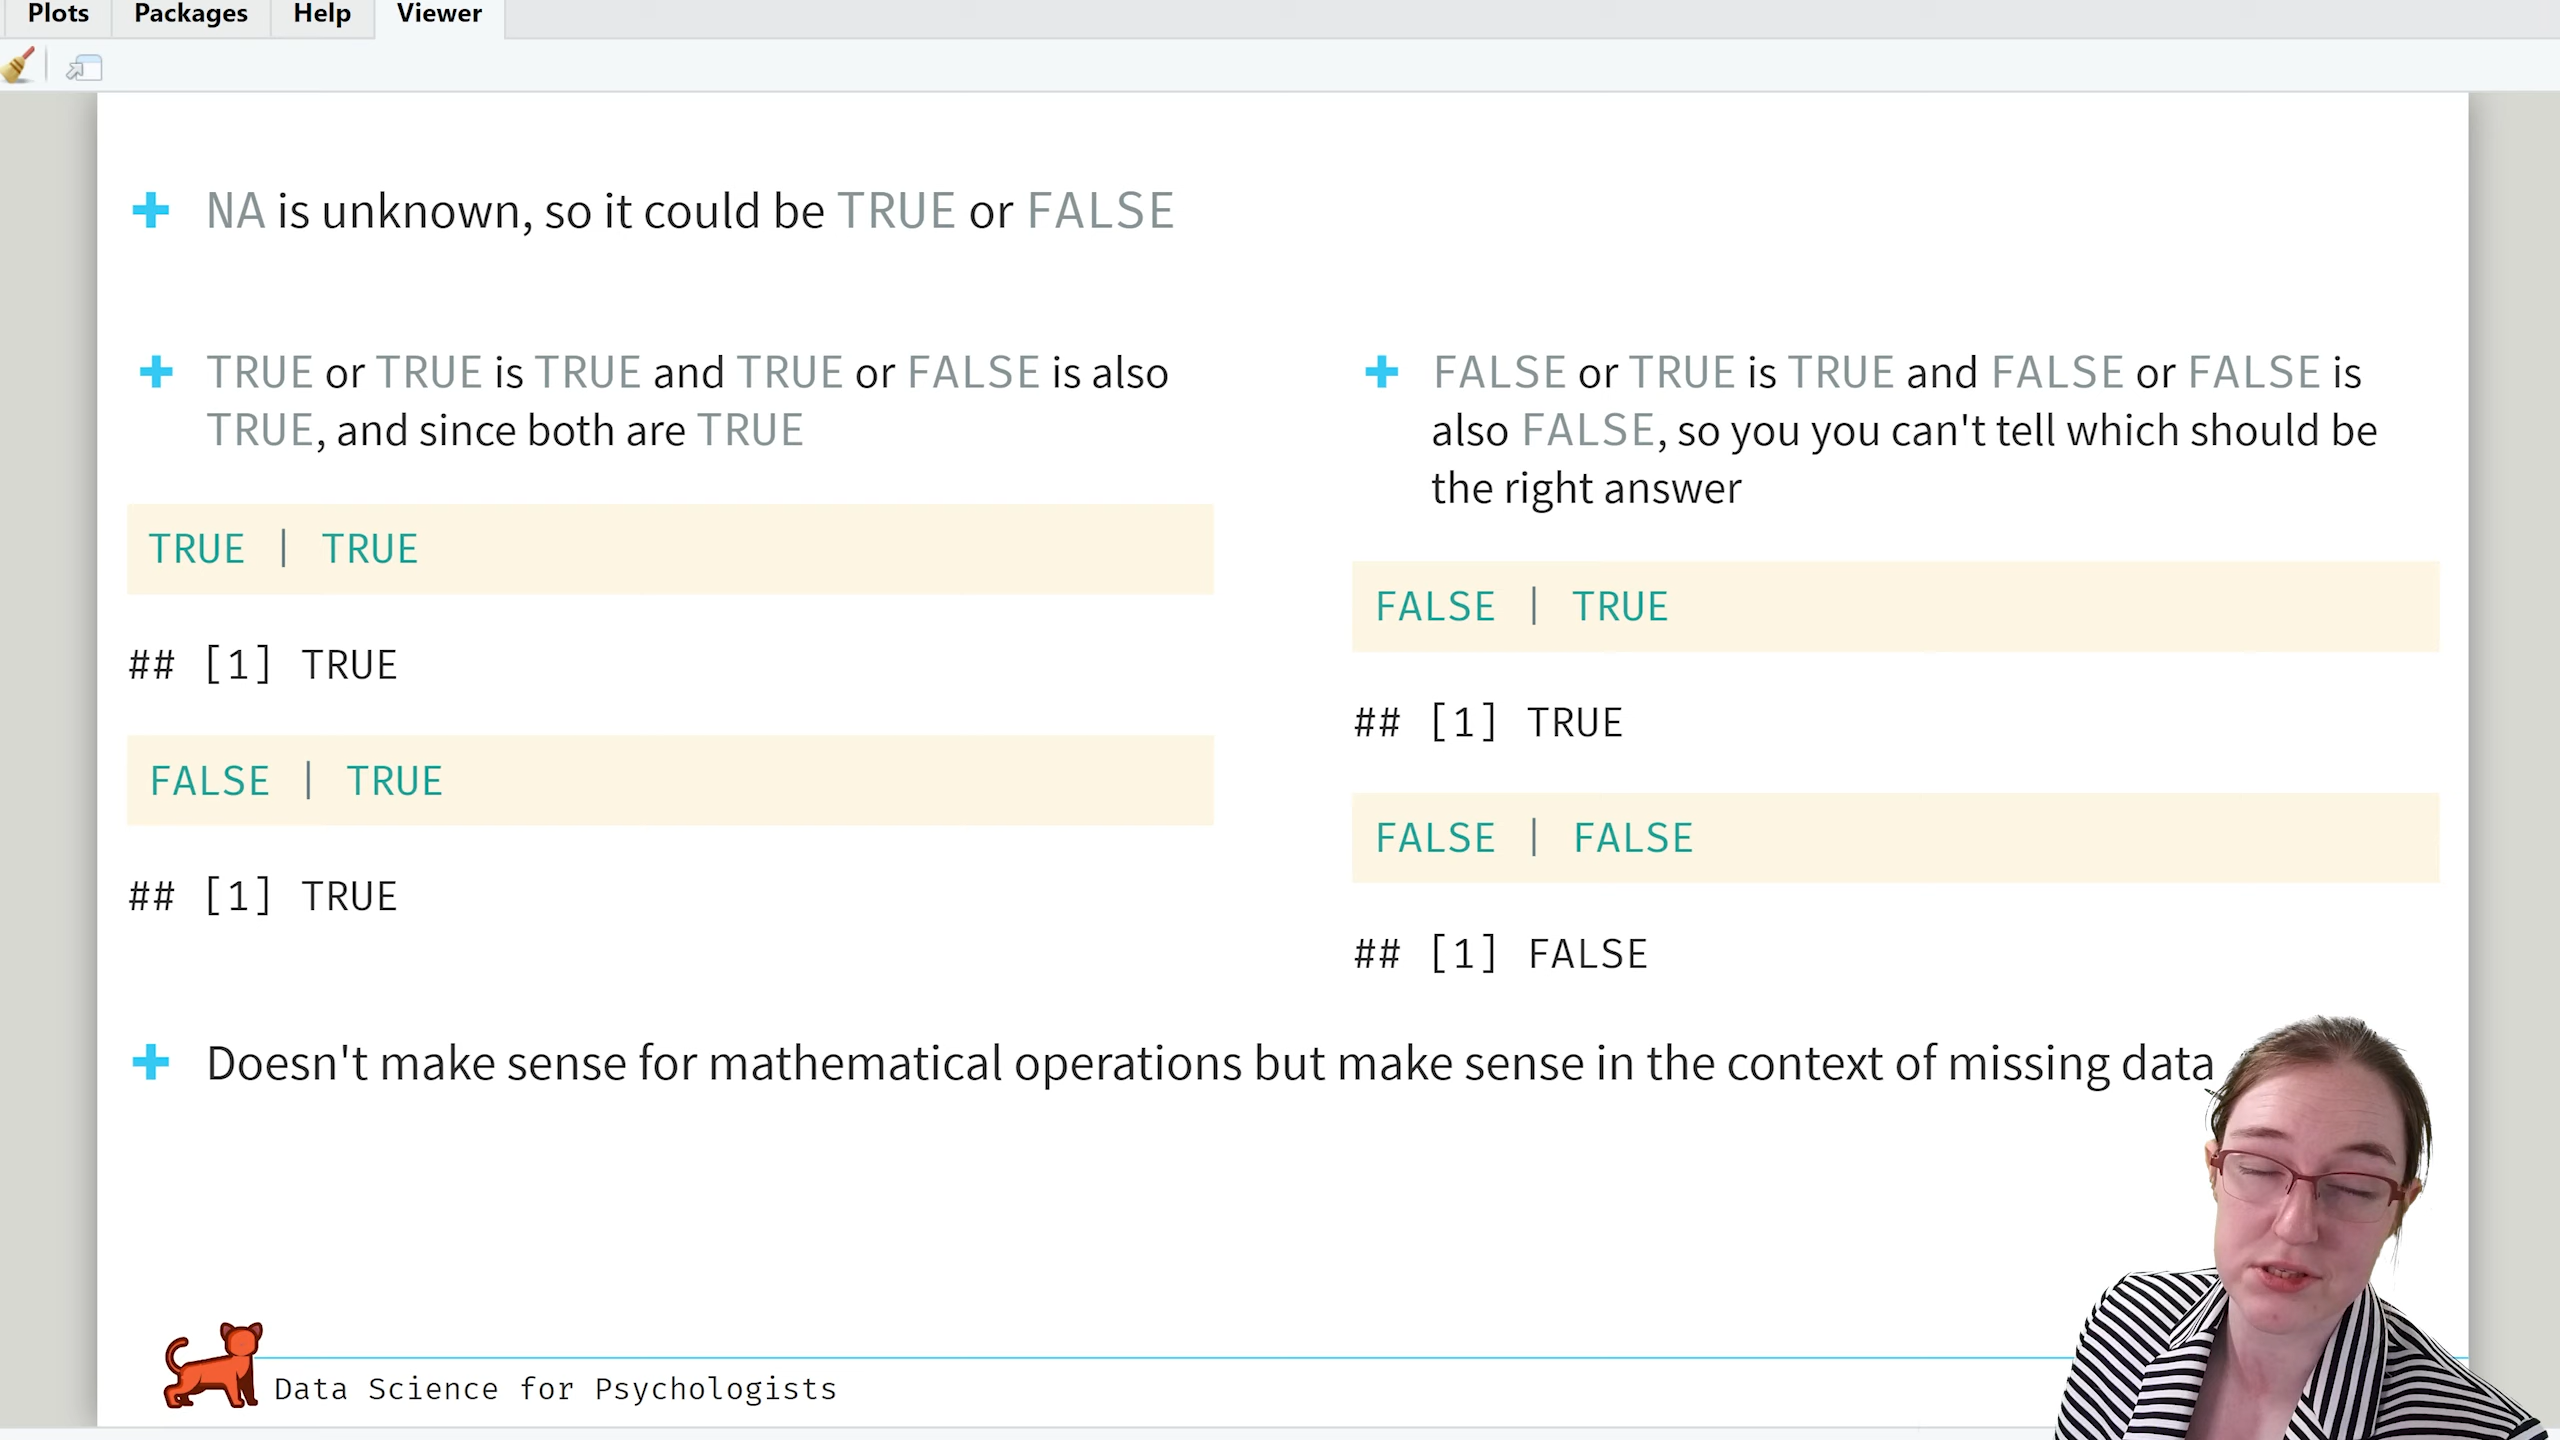 Plots Packages Help Viewer
NA is unknown, so it could be TRUE or FALSE
TRUE or TRUE is TRUE and TRUE or FALSE is also
TRUE, and since both are TRUE
TRUE | TRUE
## [1] TRUE
FALSE | TRUE
## [1] TRUE
FALSE or TRUE is TRUE and FALSE or FALSE is
also FALSE, so you you can't tell which should be
the right answer
FALSE | TRUE
## [1] TRUE
FALSE | FALSE
## [1] FALSE
Doesn't make sense for mathematical operations but make sense in the context of missing data
Data Science for Psychologists